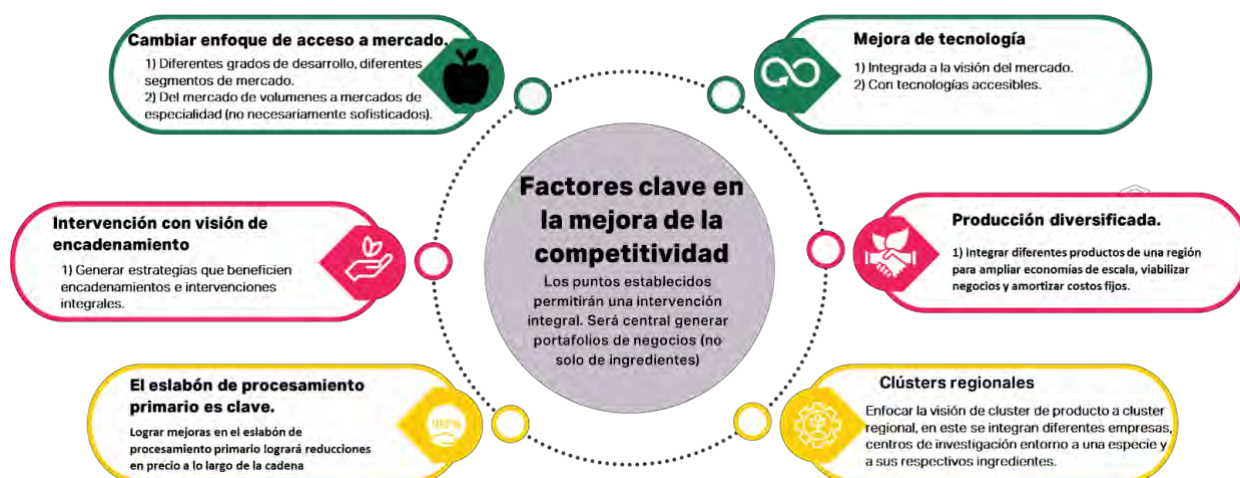 Cambiar enfoque de acceso a mercado.
1) Diferentes grados de desarrollo, diferentes
segmentos de mercado.
2) Del mercado de volumenes a mercados de
especialidad (no necesariamente sofisticados).
Mejora de tecnología
1) Integrada a la visión del mercado.
2) Con tecnologías accesibles.
Factores clave en
la mejora de la
competitividad
Los puntos establecidos
permitirán una intervención
integral. Será central generar
portafolios de negocios (no
solo de ingredientes)
Intervención con visión de
encadenamiento
1) Generar estrategias que beneficien
encadenamientos e intervenciones
integrales.
Producción diversificada.
1) Integrar diferentes productos de una región
para ampliar economías de escala, viabilizar
negocios y amortizar costos fijos.
El eslabón de procesamiento
primario es clave.
Lograr mejoras en el eslabón de
procesamiento primario logrará reducciones
en precio a lo largo de la cadena
100%
Clústers regionales
Enfocar la visión de cluster de producto a cluster
regional, en este se integran diferentes empresas,
centros de investigación entorno a una especie y
a sus respectivos ingredientes.